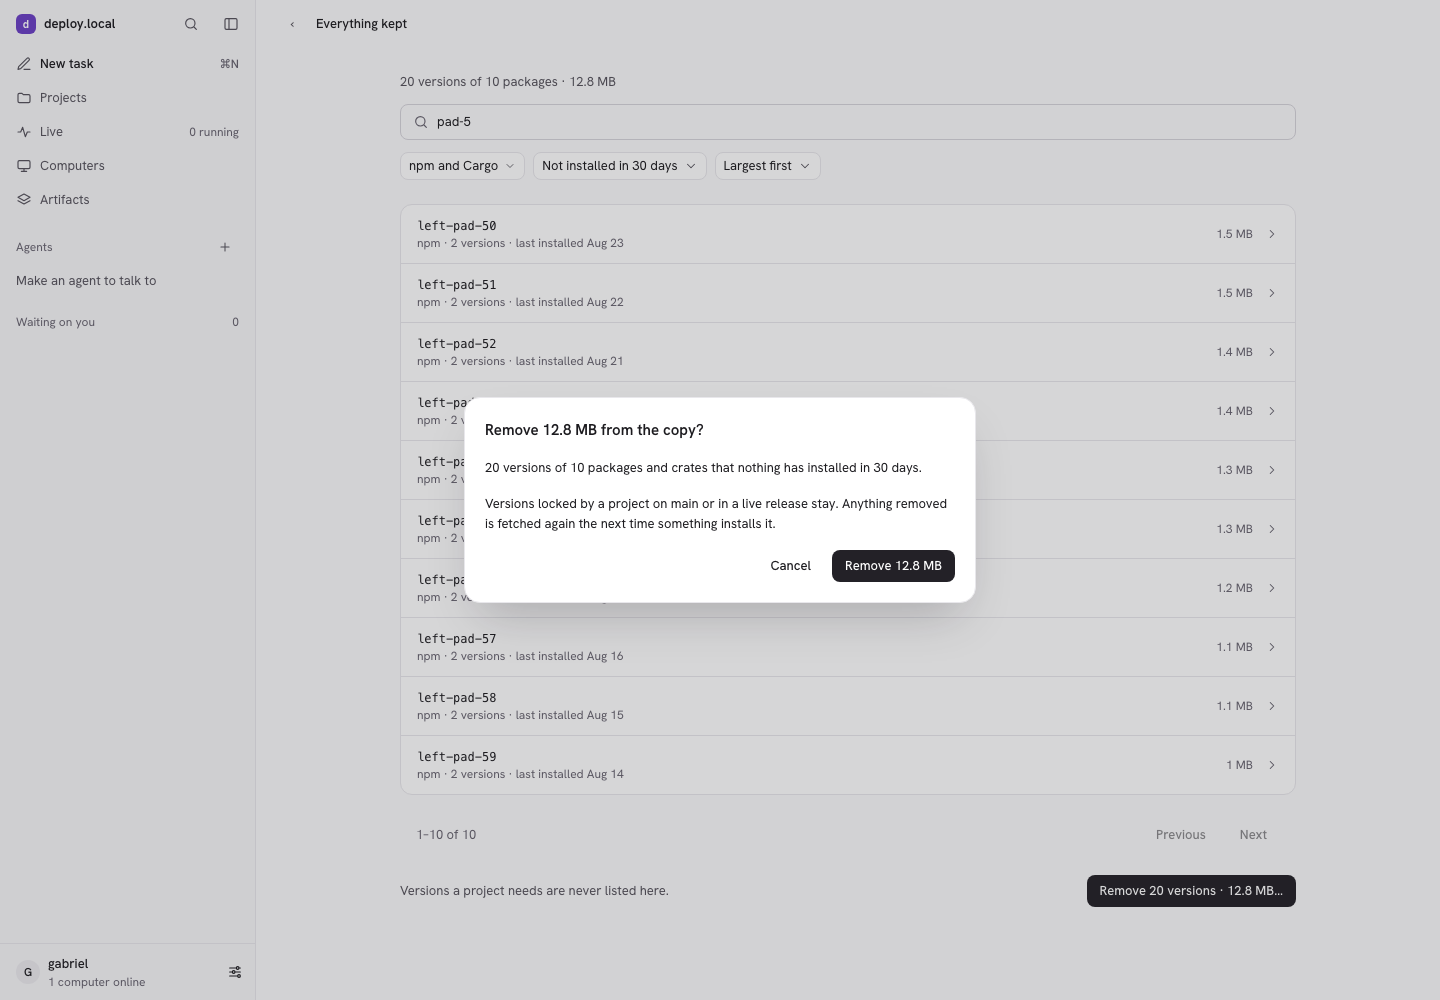 d deploy.local
New task ⌘N
Projects
Live 0 running
Computers
Artifacts
Agents
Make an agent to talk to
Waiting on you 0
gabriel
G
1 computer online
Everything kept
20 versions of 10 packages · 12.8 MB
pad-5
npm and Cargo Not installed in 30 days Largest first
left-pad-50
npm · 2 versions · last installed Aug 23
1.5 MB
left-pad-51
npm · 2 versions · last installed Aug 22
1.5 MB
left-pad-52
npm · 2 versions · last installed Aug 21
1.4 MB
1.4 MB
1.3 MB
1.3 MB
1.2 MB
Remove 12.8 MB from the copy?
20 versions of 10 packages and crates that nothing has installed in 30 days.
Versions locked by a project on main or in a live release stay. Anything removed
is fetched again the next time something installs it.
Cancel Remove 12.8 MB
left-pad-57
npm · 2 versions · last installed Aug 16
1.1 MB
left-pad-58
npm · 2 versions · last installed Aug 15
1.1 MB
left-pad-59
npm · 2 versions · last installed Aug 14
1 MB
1–10 of 10 Previous Next
Versions a project needs are never listed here. Remove 20 versions · 12.8 MB…